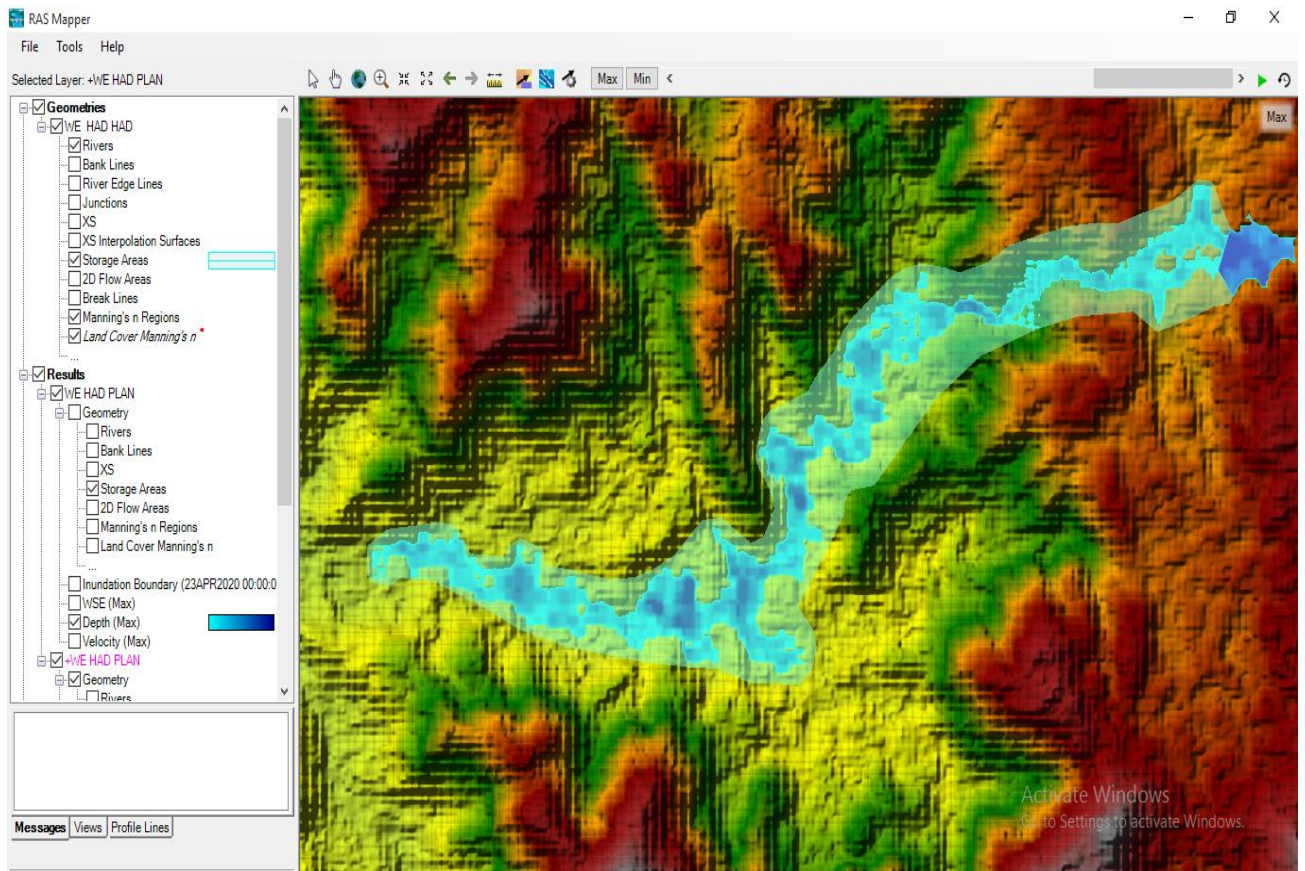 RAS Mapper
File Tools Help
Selected Layer: +WE HAD PLAN
Max Min
Max
Geometries
WE HAD HAD
Rivers
Bank Lines
River Edge Lines
Junctions
XS
XS Interpolation Surfaces
Storage Areas
2D Flow Areas
Break Lines
Manning's n Regions
Land Cover Manning's n
...
Results
WE HAD PLAN
Geometry
Rivers
Bank Lines
XS
Storage Areas
2D Flow Areas
Manning's n Regions
Land Cover Manning's n
...
Inundation Boundary (23APR2020 00:00:0
WSE (Max)
Depth (Max)
Velocity (Max)
+WE HAD PLAN
Geometry
Rivers
Messages Views Profile Lines
Activate Windows
Go to Settings to activate Windows.